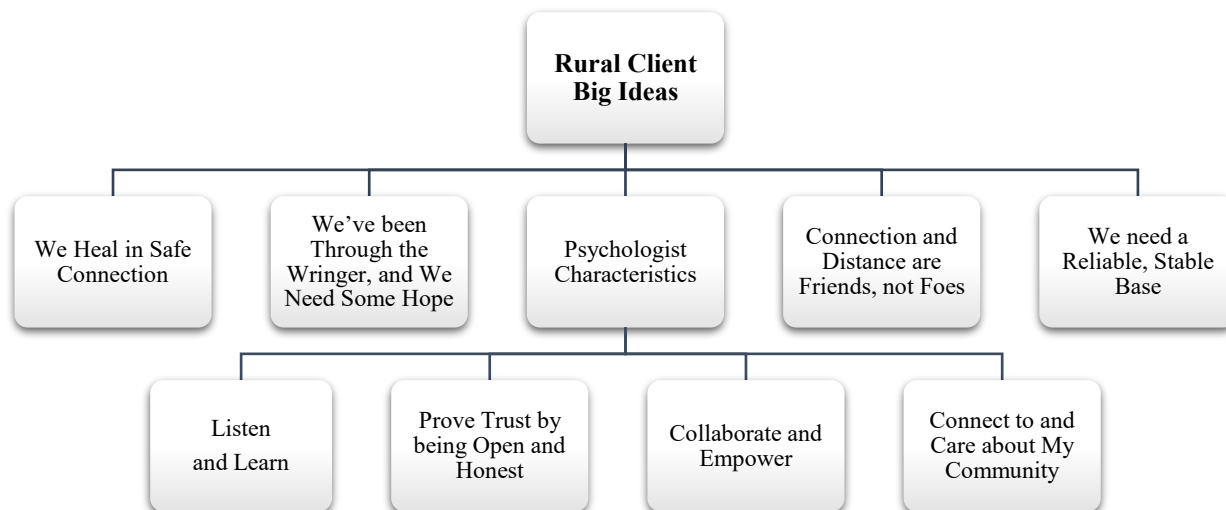 Rural Client
Big Ideas
We Heal in Safe
Connection
We’ve been
Through the
Wringer, and We
Need Some Hope
Psychologist
Characteristics
Connection and
Distance are
Friends, not Foes
We need a
Reliable, Stable
Base
Listen
and Learn
Prove Trust by
being Open and
Honest
Collaborate and
Empower
Connect to and
Care about My
Community